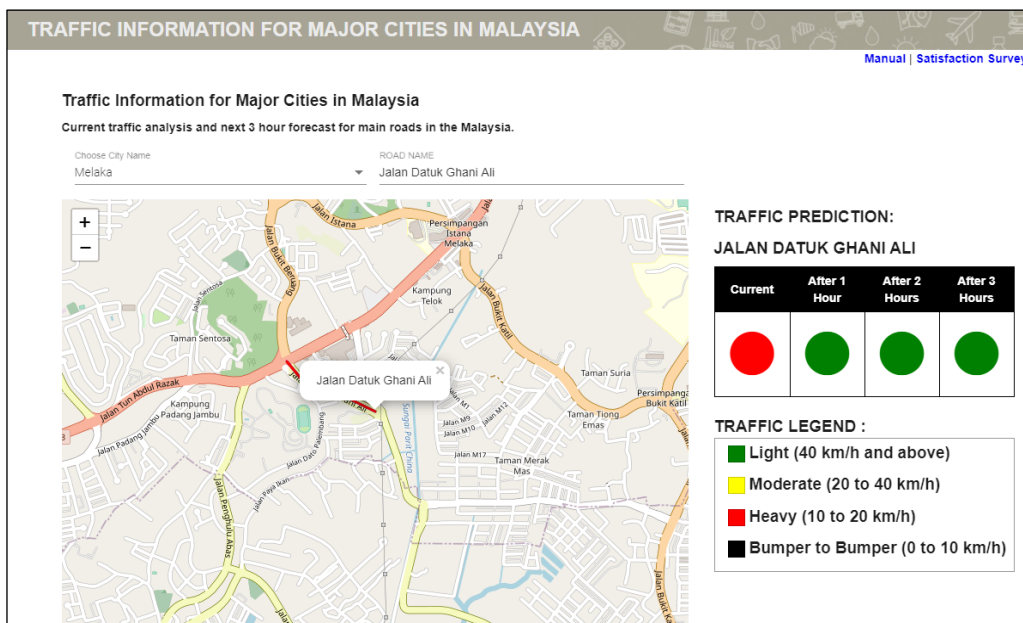 TRAFFIC INFORMATION FOR MAJOR CITIES IN MALAYSIA
Manual | Satisfaction Survey
Traffic Information for Major Cities in Malaysia
Current traffic analysis and next 3 hour forecast for main roads in the Malaysia.
Choose City Name
Melaka
ROAD NAME
Jalan Datuk Ghani Ali
+
−
Jalan Istana
Persimpangan
Istana
Melaka
Jalan Bukit Beruang
Kampung
Telok
Jalan Bukit Katil
Jalan Sentosa
Taman Sentosa
Jalan Datuk Ghani Ali
×
Taman Suria
Persimpanga
Bukit Katil
Jalan Tun Abdul Razak
Kampung
Padang Jambu
Jalan Padang Jambu
Jalan M1
Jalan M9
Jalan M12
Jalan M10
Taman Tiong
Emas
Sungai Parit China
Jalan Dato Palembang
Jalan M17
Taman Merak
Mas
Jalan Paya Ikan
Jalan Penghulu Abas
Jalan Bukit Katil
TRAFFIC PREDICTION:
JALAN DATUK GHANI ALI
Current
After 1
Hour
After 2
Hours
After 3
Hours
TRAFFIC LEGEND :
Light (40 km/h and above)
Moderate (20 to 40 km/h)
Heavy (10 to 20 km/h)
Bumper to Bumper (0 to 10 km/h)